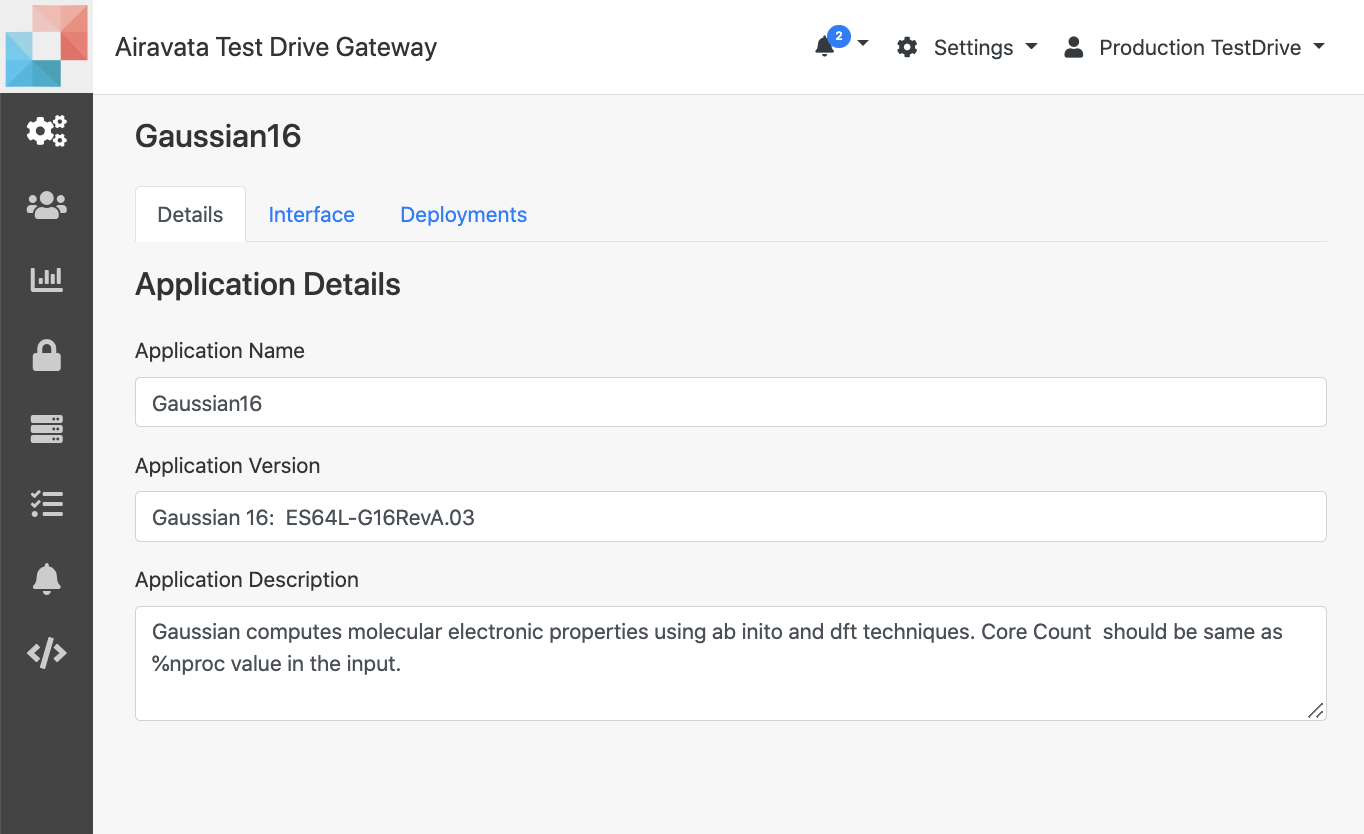 Airavata Test Drive Gateway
2
Settings
Production TestDrive
Gaussian16
Details
Interface
Deployments
Application Details
Application Name
Gaussian16
Application Version
Gaussian 16:  ES64L-G16RevA.03
Application Description
Gaussian computes molecular electronic properties using ab inito and dft techniques. Core Count  should be same as
%nproc value in the input.